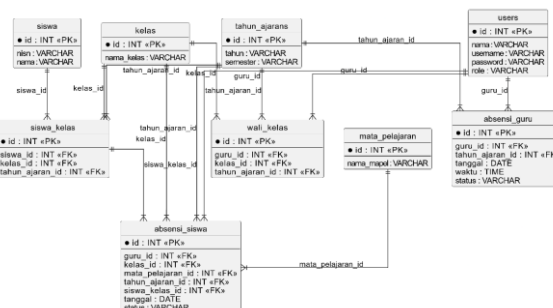 siswa
● id : INT «PK»
nisn : VARCHAR
nama : VARCHAR
kelas
● id : INT «PK»
nama_kelas : VARCHAR
tahun_ajarans
● id : INT «PK»
tahun : VARCHAR
semester : VARCHAR
users
● id : INT «PK»
nama : VARCHAR
username : VARCHAR
password : VARCHAR
role : VARCHAR
tahun_ajaran_id
tahun_ajaran_id
kelas_id
guru_id
guru_id
siswa_id
kelas_id
tahun_ajaran_id
guru_id
siswa_kelas
● id : INT «PK»
siswa_id : INT «FK»
kelas_id : INT «FK»
tahun_ajaran_id : INT «FK»
tahun_ajaran_id
kelas_id
siswa_kelas_id
wali_kelas
● id : INT «PK»
guru_id : INT «FK»
kelas_id : INT «FK»
tahun_ajaran_id : INT «FK»
mata_pelajaran
● id : INT «PK»
nama_mapel : VARCHAR
absensi_guru
● id : INT «PK»
guru_id : INT «FK»
tahun_ajaran_id : INT «FK
tanggal : DATE
waktu : TIME
status : VARCHAR
absensi_siswa
● id : INT «PK»
guru_id : INT «FK»
kelas_id : INT «FK»
mata_pelajaran_id : INT «FK»
tahun_ajaran_id : INT «FK»
siswa_kelas_id : INT «FK»
tanggal : DATE
status : VARCHAR
mata_pelajaran_id